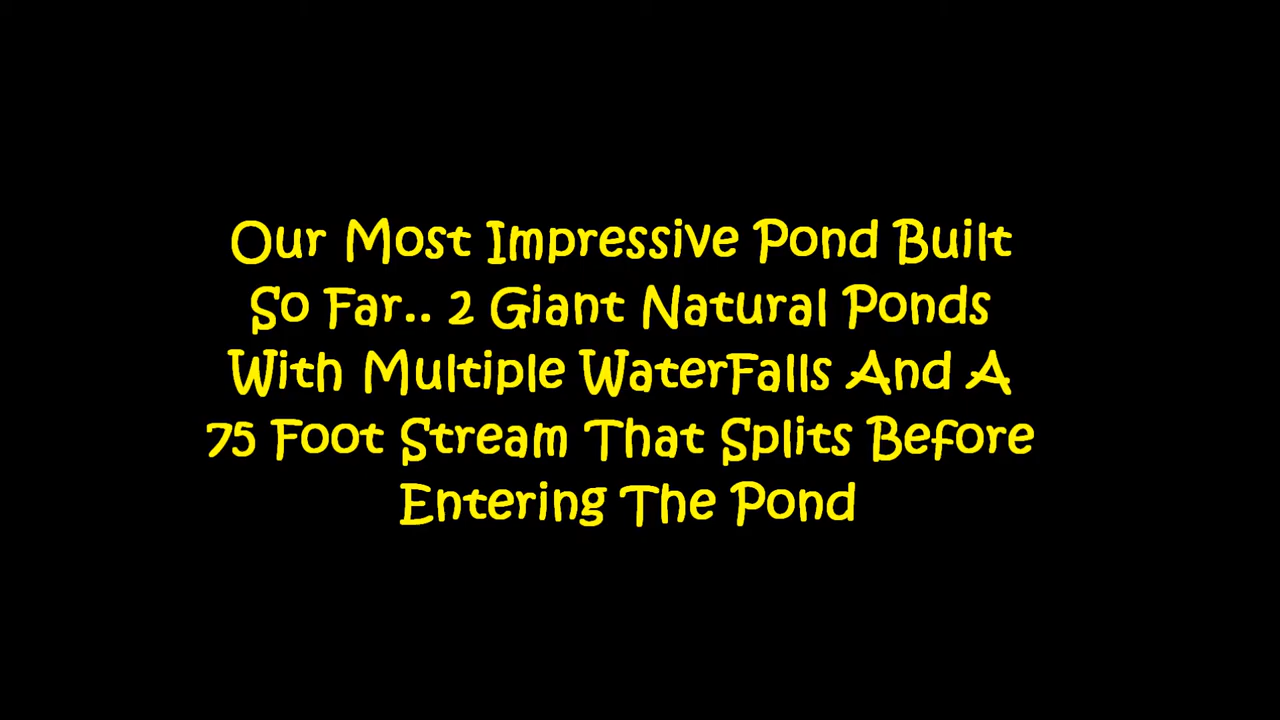 Our Most Impressive Pond Built
So Far.. 2 Giant Natural Ponds
With Multiple WaterFalls And A
75 Foot Stream That Splits Before
Entering The Pond